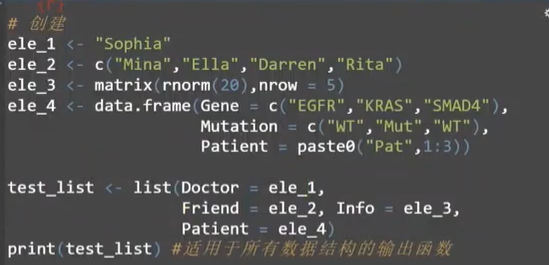 {r}
# 创建
ele_1 <- "Sophia"
ele_2 <- c("Mina","Ella","Darren","Rita")
ele_3 <- matrix(rnorm(20),nrow = 5)
ele_4 <- data.frame(Gene = c("EGFR","KRAS","SMAD4"),
Mutation = c("WT","Mut","WT"),
Patient = paste0("Pat",1:3))
test_list <- list(Doctor = ele_1,
Friend = ele_2, Info = ele_3,
Patient = ele_4)
print(test_list) #适用于所有数据结构的输出函数